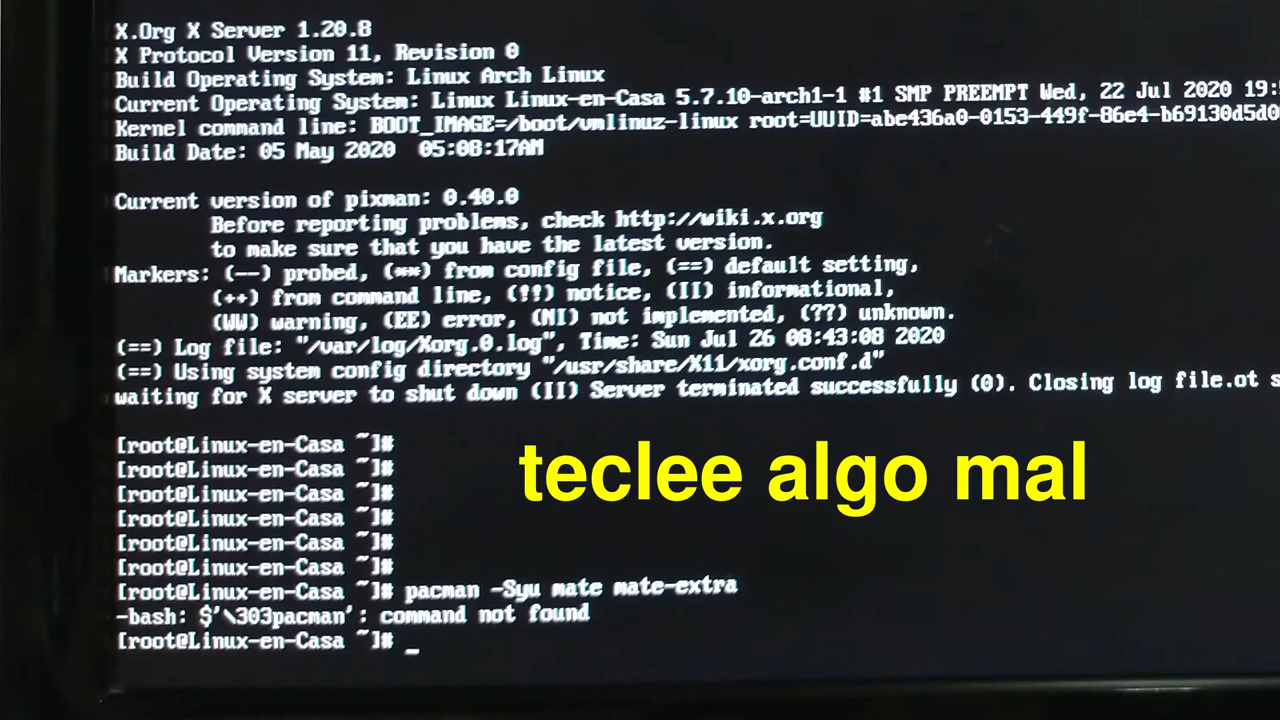 X.Org X Server 1.20.8
X Protocol Version 11, Revision 0
Build Operating System: Linux Arch Linux
Current Operating System: Linux Linux-en-Casa 5.7.10-arch1-1 #1 SMP PREEMPT Wed, 22 Jul 2020 19:
Kernel command line: BOOT_IMAGE=/boot/vmlinuz-linux root=UUID=abe436a0-0153-449f-86e4-b69130d5d0
Build Date: 05 May 2020  05:08:17AM
Current version of pixman: 0.40.0
Before reporting problems, check http://wiki.x.org
to make sure that you have the latest version.
Markers: (--) probed, (**) from config file, (==) default setting,
(++) from command line, (!!) notice, (II) informational,
(WW) warning, (EE) error, (NI) not implemented, (??) unknown.
(==) Log file: "/var/log/Xorg.0.log", Time: Sun Jul 26 08:43:08 2020
(==) Using system config directory "/usr/share/X11/xorg.conf.d"
waiting for X server to shut down (II) Server terminated successfully (0). Closing log file.ot s
[root@Linux-en-Casa ~]#
[root@Linux-en-Casa ~]#
[root@Linux-en-Casa ~]#
[root@Linux-en-Casa ~]#
[root@Linux-en-Casa ~]#
[root@Linux-en-Casa ~]#
[root@Linux-en-Casa ~]# pacman -Syu mate mate-extra
-bash: $'\303pacman': command not found
[root@Linux-en-Casa ~]# _
teclee algo mal